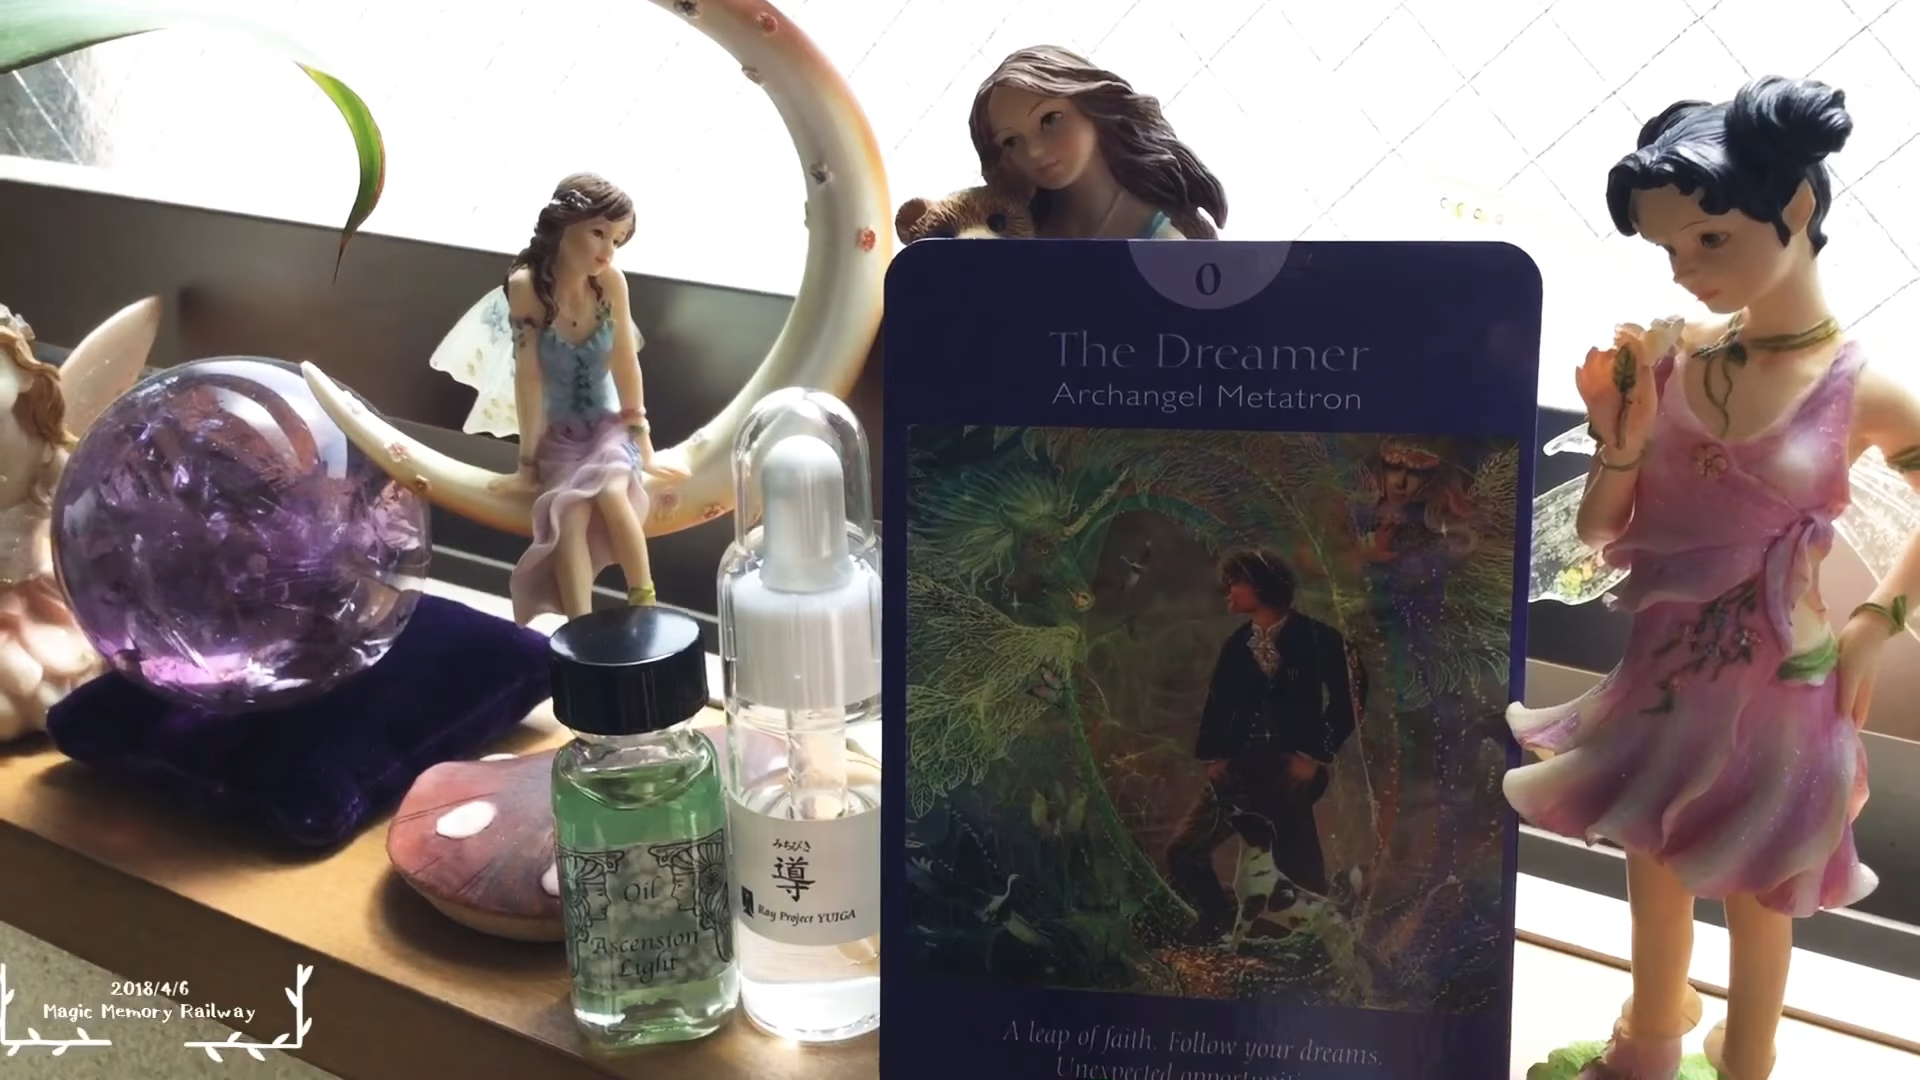 0
The Dreamer
Archangel Metatron
A leap of faith. Follow your dreams.
Unexpected
みちびき
導
Ray Project YUIGA
Oil
Ascension
Light
2018/4/6
Magic Memory Railway